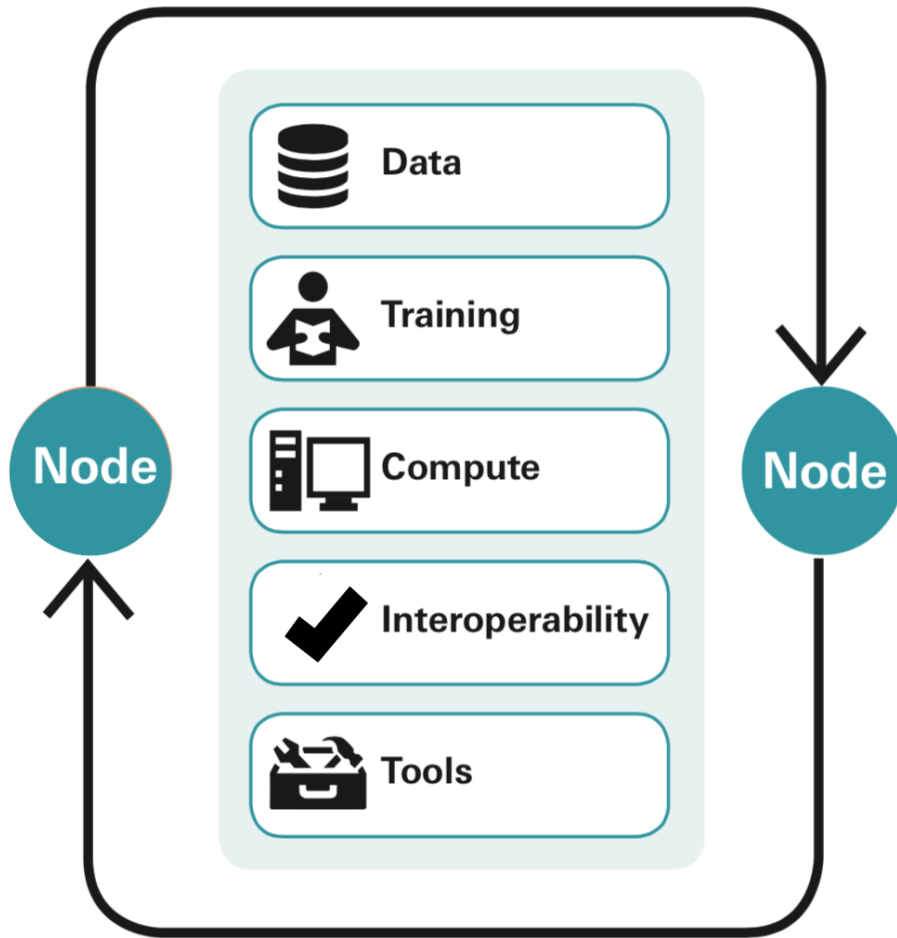 Data
Training
Node
Compute
Node
Interoperability
Tools